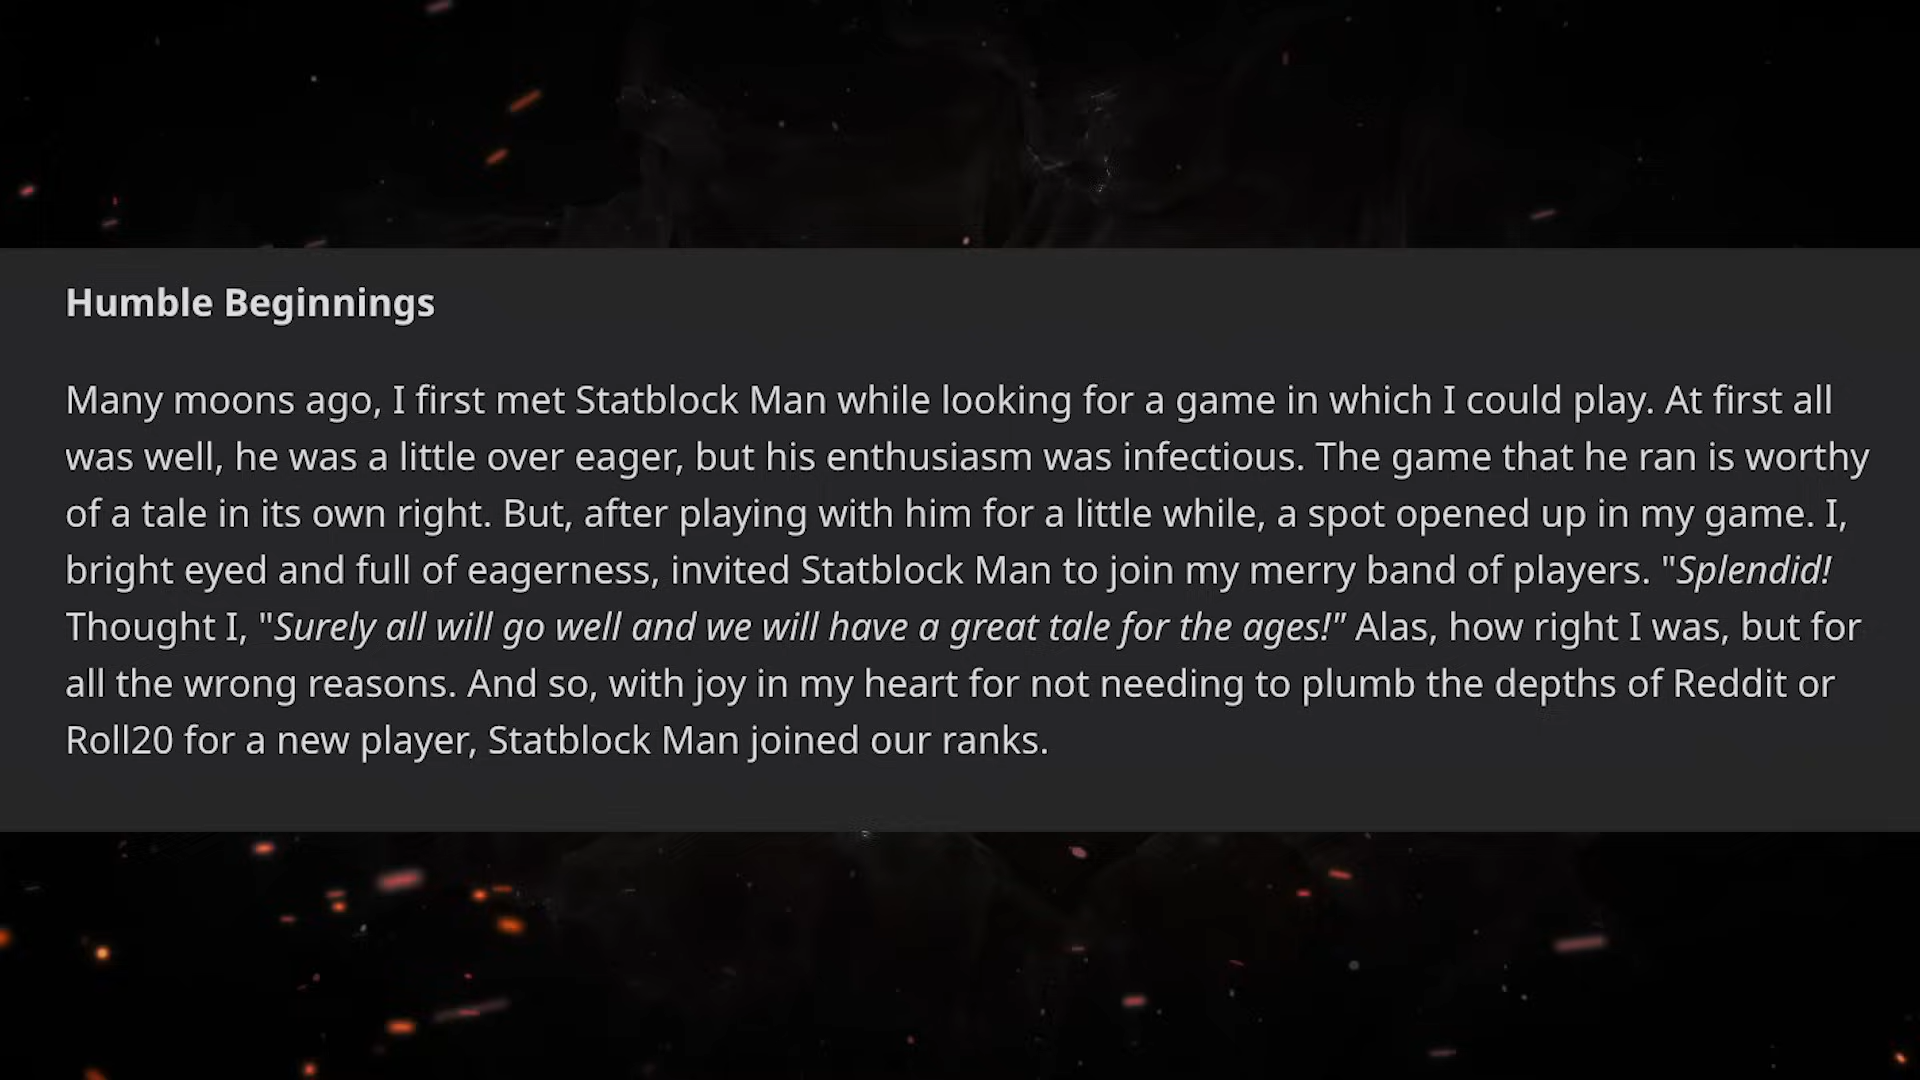 Humble Beginnings
Many moons ago, I first met Statblock Man while looking for a game in which I could play. At first all
was well, he was a little over eager, but his enthusiasm was infectious. The game that he ran is worthy
of a tale in its own right. But, after playing with him for a little while, a spot opened up in my game. I,
bright eyed and full of eagerness, invited Statblock Man to join my merry band of players. "Splendid!
Thought I, "Surely all will go well and we will have a great tale for the ages!" Alas, how right I was, but for
all the wrong reasons. And so, with joy in my heart for not needing to plumb the depths of Reddit or
Roll20 for a new player, Statblock Man joined our ranks.